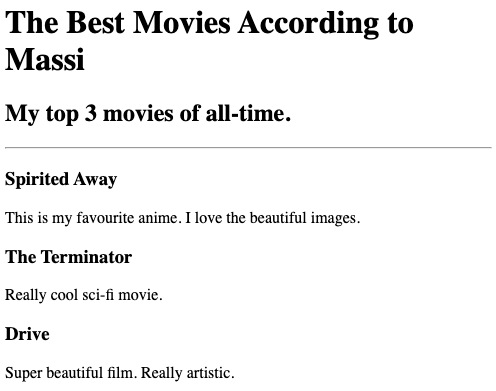 The Best Movies According to
Massi
My top 3 movies of all-time.
Spirited Away
This is my favourite anime. I love the beautiful images.
The Terminator
Really cool sci-fi movie.
Drive
Super beautiful film. Really artistic.